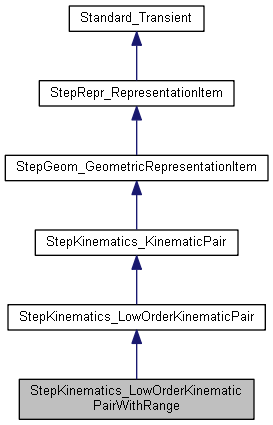 Standard_Transient
StepRepr_RepresentationItem
StepGeom_GeometricRepresentationItem
StepKinematics_KinematicPair
StepKinematics_LowOrderKinematicPair
StepKinematics_LowOrderKinematic
PairWithRange